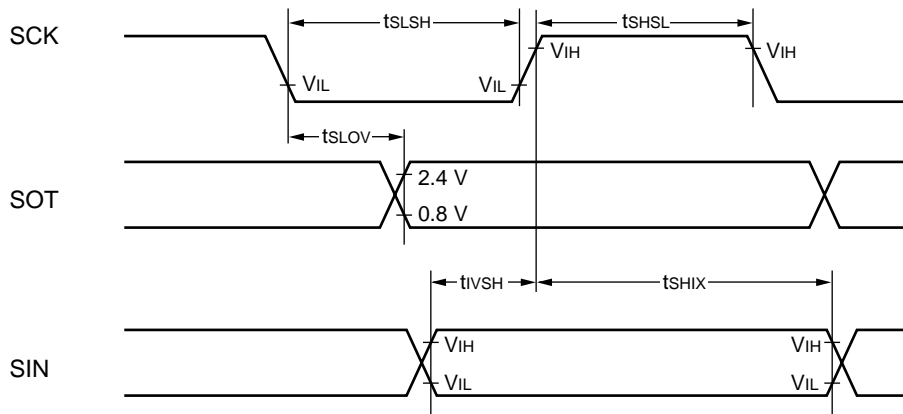 tSLSH tSHSL
SCK
VIH VIH
VIL VIL
tSLOV
2.4 V
SOT
0.8 V
tIVSH tSHIX
VIH VIH
SIN
VIL VIL